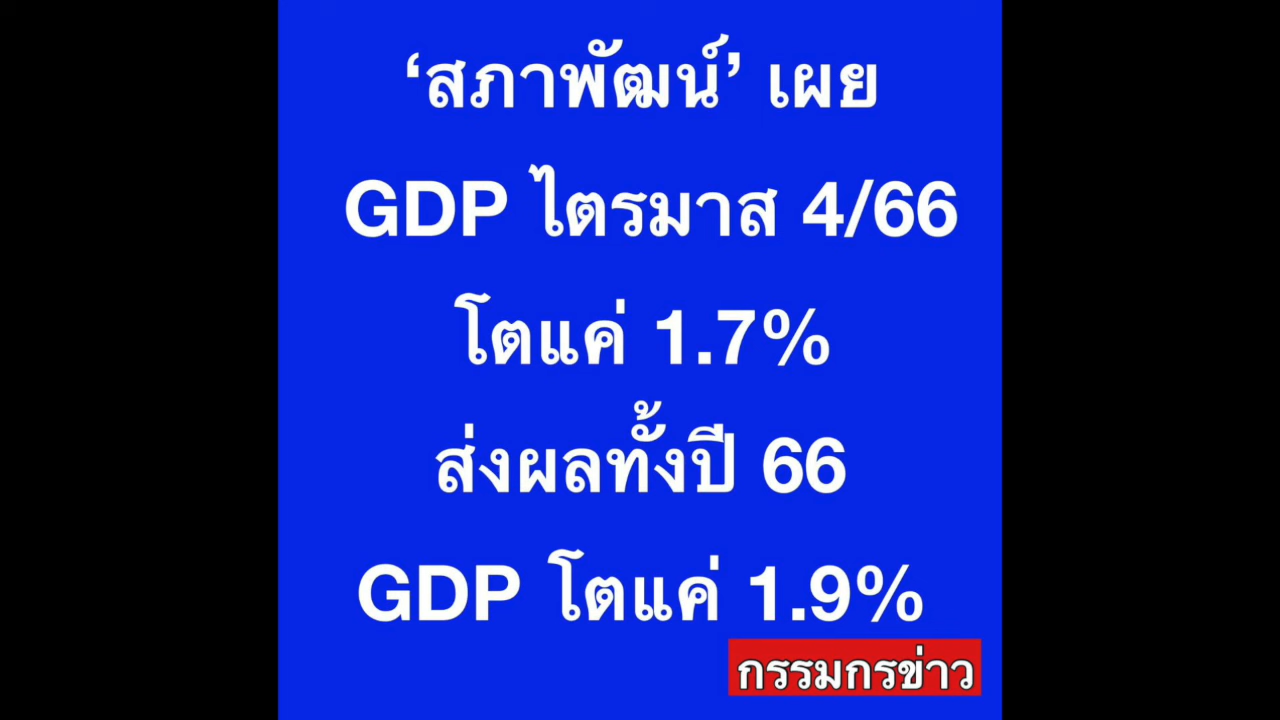 ‘สภาพัฒน์’ เผย
GDP ไตรมาส 4/66
โตแค่ 1.7%
ส่งผลทั้งปี 66
GDP โตแค่ 1.9%
กรรมกรข่าว